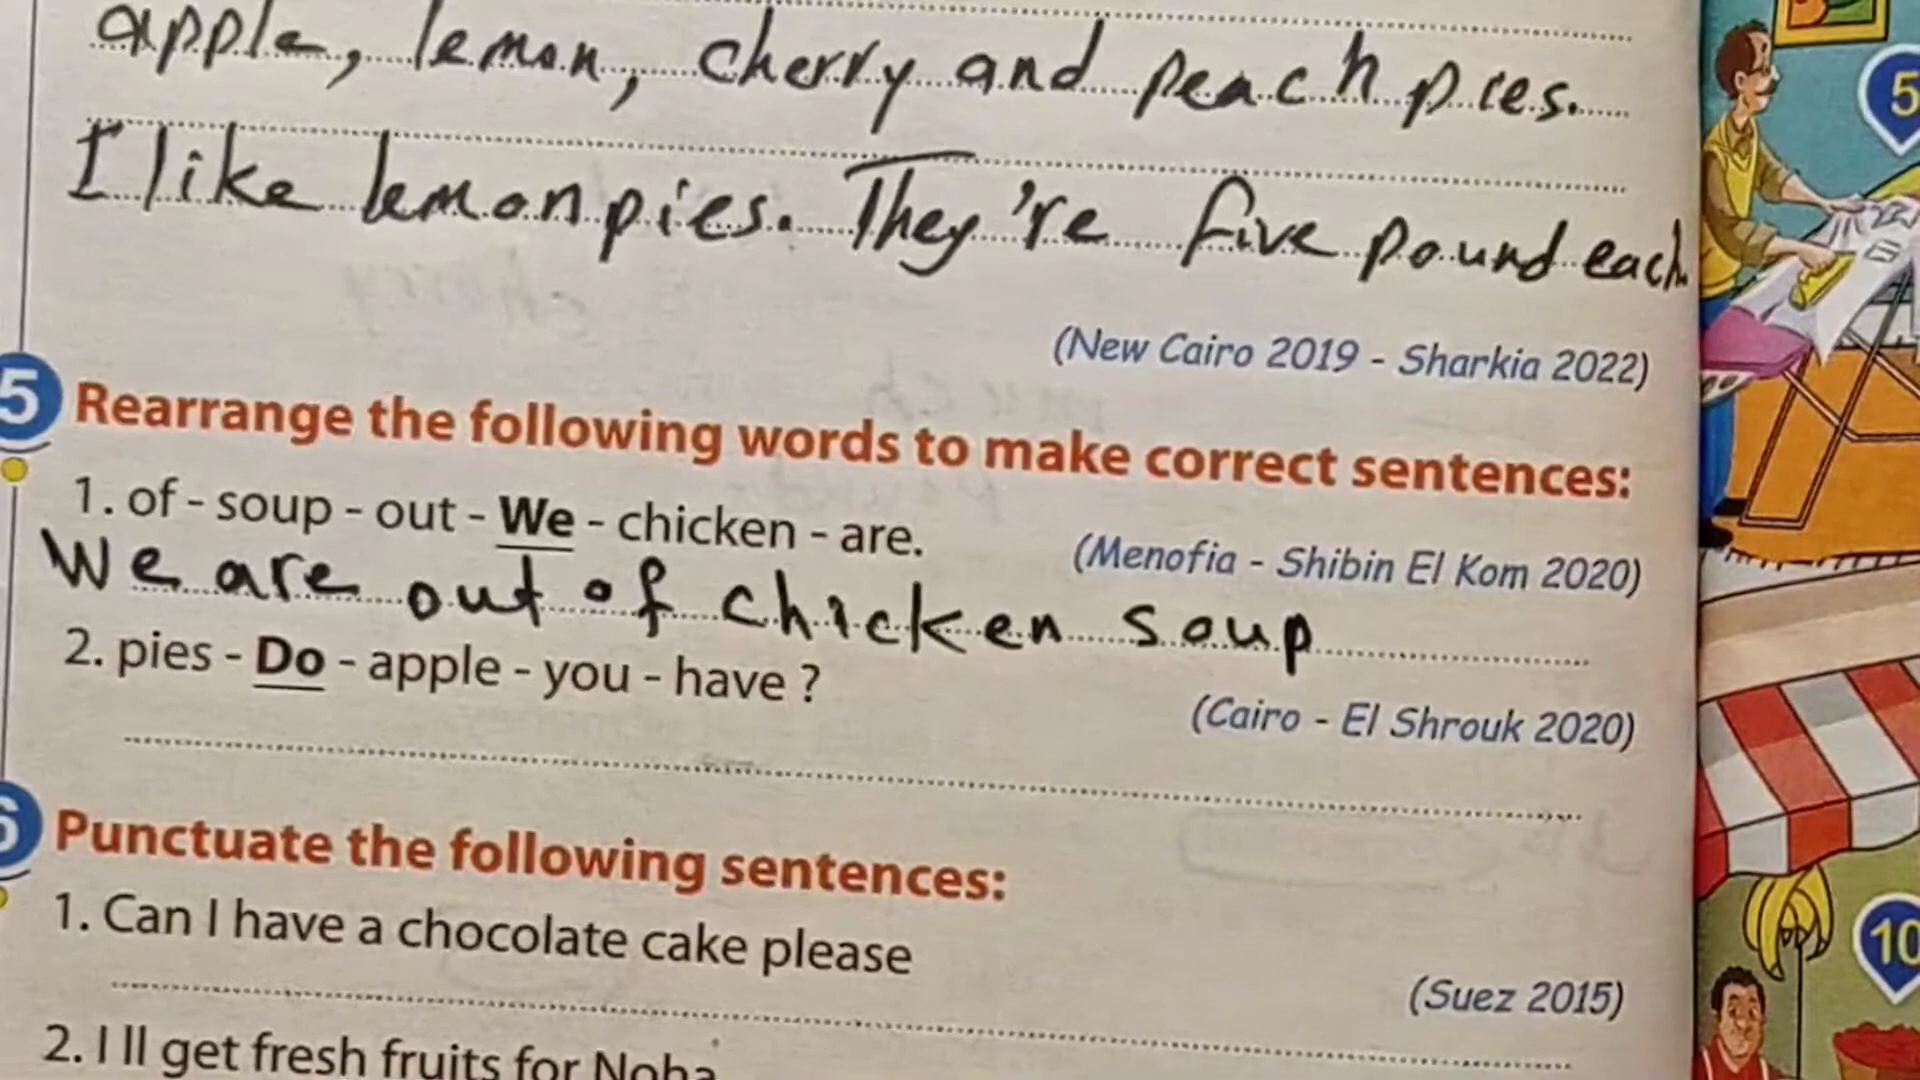 apple, lemon, cherry and peach pies.
I like lemon pies. They're five pound each.
(New Cairo 2019 - Sharkia 2022)
5 Rearrange the following words to make correct sentences:
1. of - soup - out - We - chicken - are.
(Menofia - Shibin El Kom 2020)
We are out of chicken soup
2. pies - Do - apple - you - have ?
(Cairo - El Shrouk 2020)
6 Punctuate the following sentences:
1. Can I have a chocolate cake please
(Suez 2015)
2. I ll get fresh fruits for Noha
5
10